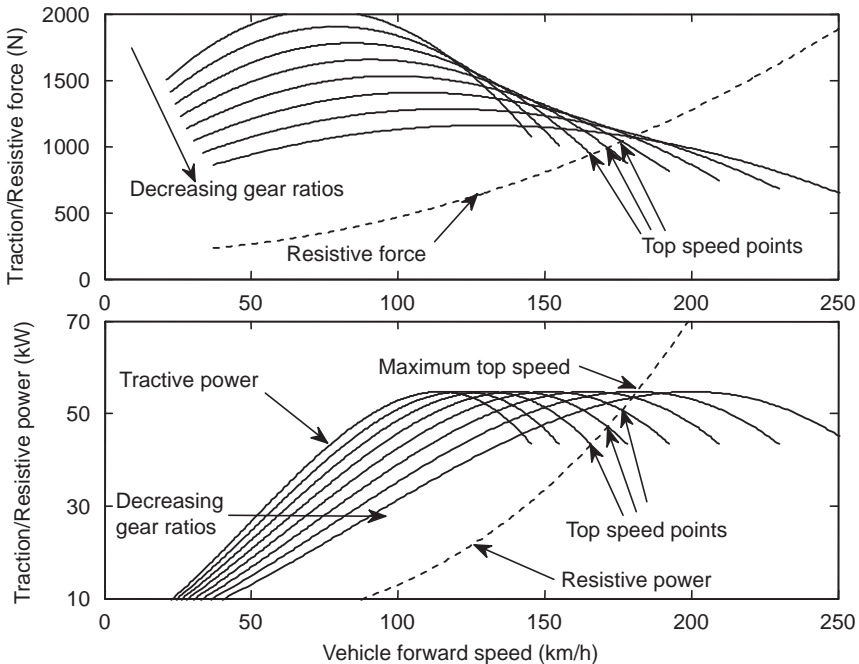 Traction/Resistive force (N)
2000
1500
1000
500
0
Decreasing gear ratios
Resistive force
Top speed points
0
50
100
150
200
250
Traction/Resistive power (kW)
70
50
30
10
Maximum top speed
Tractive power
Decreasing
gear ratios
Top speed points
Resistive power
0
50
100
150
200
250
Vehicle forward speed (km/h)